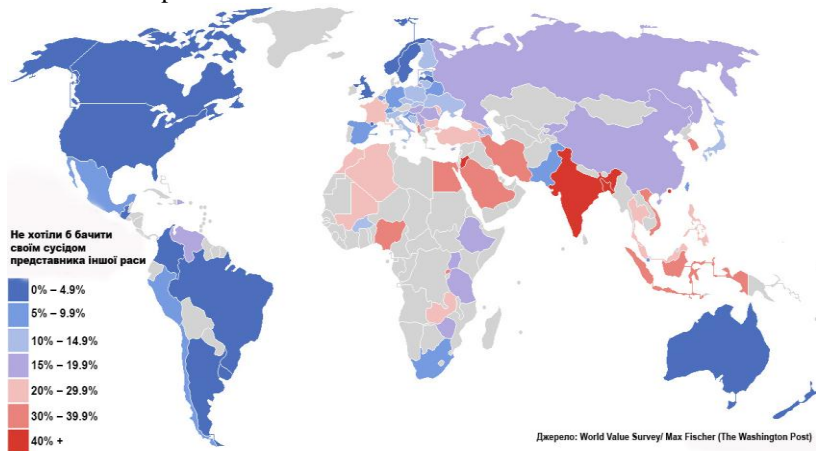 Не хотіли б бачити
своїм сусідом
представника іншої раси
0% – 4.9%
5% – 9.9%
10% – 14.9%
15% – 19.9%
20% – 29.9%
30% – 39.9%
40% +
Джерело: World Value Survey/ Max Fischer (The Washington Post)